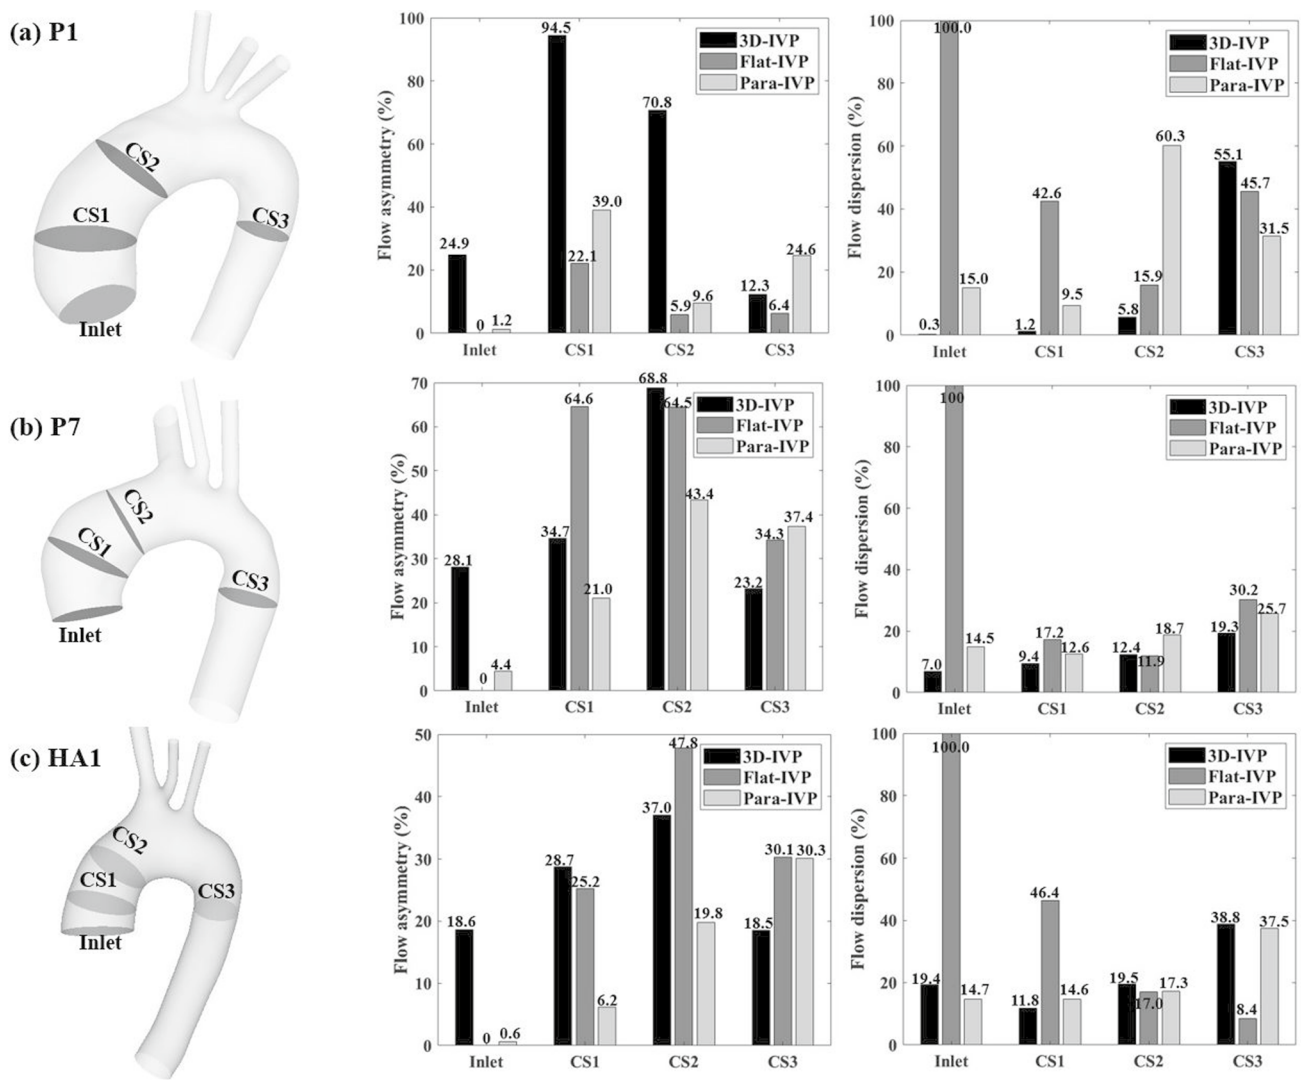 (a) P1
CS2
CS1
CS3
Inlet
Flow asymmetry (%)
100
80
60
40
20
0
3D-IVP
Flat-IVP
Para-IVP
24.9
0
1.2
94.5
22.1
39.0
70.8
5.9
9.6
12.3
6.4
24.6
Inlet
CS1
CS2
CS3
Flow dispersion (%)
100
80
60
40
20
0
3D-IVP
Flat-IVP
Para-IVP
0.3
100.0
15.0
1.2
42.6
9.5
5.8
15.9
60.3
55.1
45.7
31.5
Inlet
CS1
CS2
CS3
(b) P7
CS2
CS1
CS3
Inlet
Flow asymmetry (%)
70
60
50
40
30
20
10
0
3D-IVP
Flat-IVP
Para-IVP
28.1
0
4.4
34.7
64.6
21.0
68.8
64.5
43.4
23.2
34.3
37.4
Inlet
CS1
CS2
CS3
Flow dispersion (%)
100
80
60
40
20
0
3D-IVP
Flat-IVP
Para-IVP
7.0
100
14.5
9.4
17.2
12.6
12.4
11.9
18.7
19.3
30.2
25.7
Inlet
CS1
CS2
CS3
(c) HA1
CS2
CS1
CS3
Inlet
Flow asymmetry (%)
50
40
30
20
10
0
3D-IVP
Flat-IVP
Para-IVP
18.6
0
0.6
28.7
25.2
6.2
37.0
47.8
19.8
18.5
30.1
30.3
Inlet
CS1
CS2
CS3
Flow dispersion (%)
100
80
60
40
20
0
3D-IVP
Flat-IVP
Para-IVP
19.4
100.0
14.7
11.8
46.4
14.6
19.5
17.0
17.3
38.8
8.4
37.5
Inlet
CS1
CS2
CS3